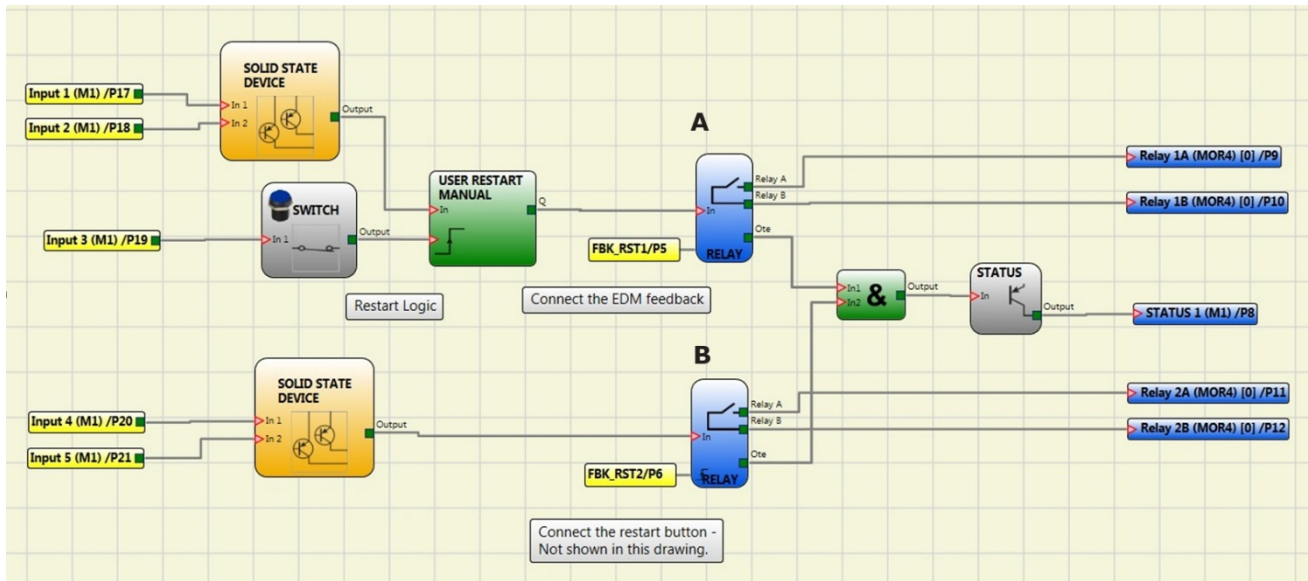 SOLID STATE
DEVICE
Input 1 (M1) /P17
In 1
Input 2 (M1) /P18
In 2
Output
SWITCH
Input 3 (M1) /P19
In 1
Output
USER RESTART
MANUAL
In
Q
Restart Logic
A
Relay A
Relay B
In
Ote
FBK_RST1/P5
RELAY
Connect the EDM feedback
Relay 1A (MOR4) [0] /P9
Relay 1B (MOR4) [0] /P10
In1
In2
&
Output
STATUS
In
Output
STATUS 1 (M1) /P8
SOLID STATE
DEVICE
Input 4 (M1) /P20
In 1
Input 5 (M1) /P21
In 2
Output
B
Relay A
Relay B
In
Ote
FBK_RST2/P6
RELAY
Relay 2A (MOR4) [0] /P11
Relay 2B (MOR4) [0] /P12
Connect the restart button -
Not shown in this drawing.